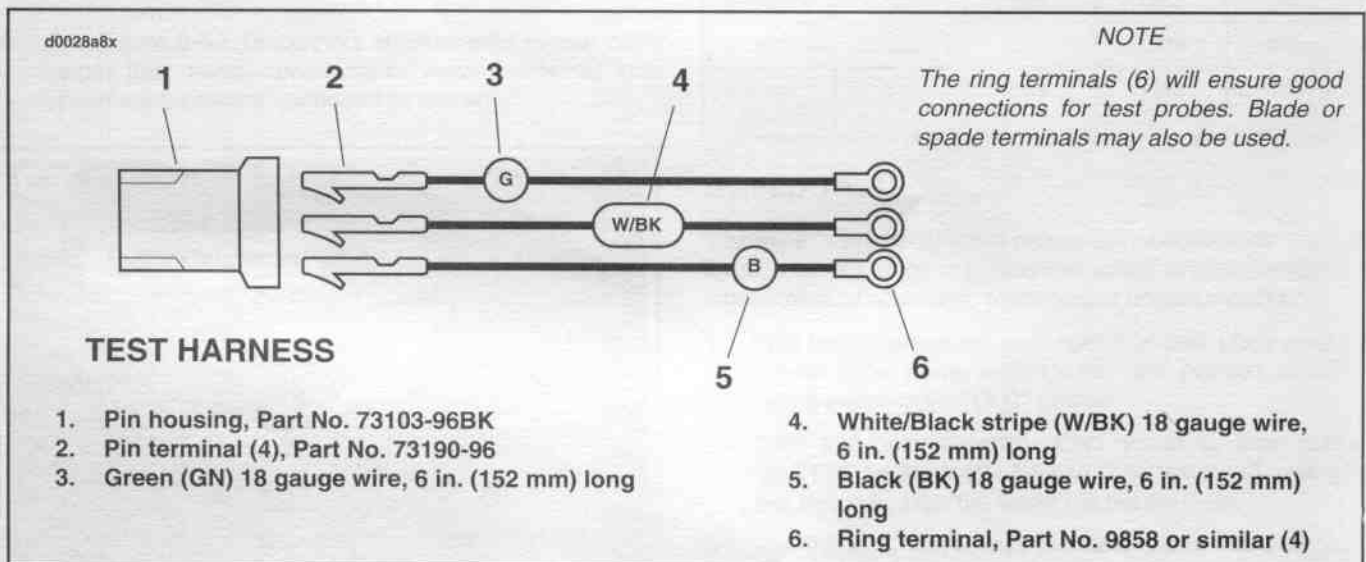 d0028a8x
1
2
3
4
NOTE
The ring terminals (6) will ensure good
connections for test probes. Blade or
spade terminals may also be used.
G
W/BK
B
5
6
TEST HARNESS
1. Pin housing, Part No. 73103-96BK
2. Pin terminal (4), Part No. 73190-96
3. Green (GN) 18 gauge wire, 6 in. (152 mm) long
4. White/Black stripe (W/BK) 18 gauge wire,
6 in. (152 mm) long
5. Black (BK) 18 gauge wire, 6 in. (152 mm)
long
6. Ring terminal, Part No. 9858 or similar (4)